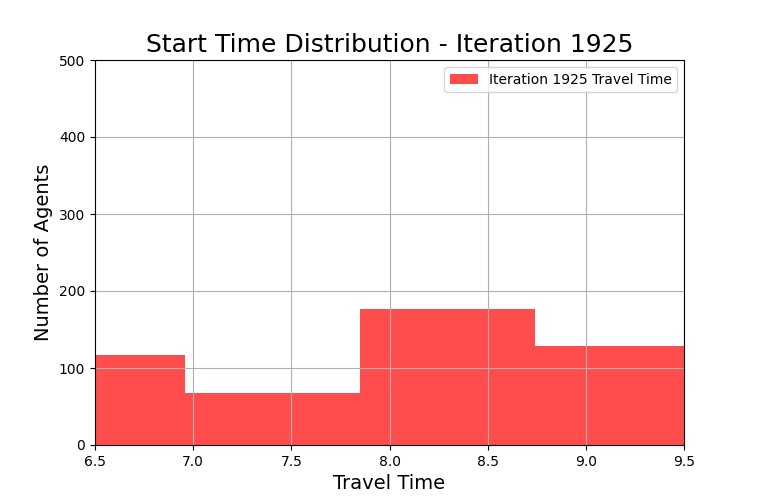 Start Time Distribution - Iteration 1925
Iteration 1925 Travel Time
Number of Agents
500
400
300
200
100
0
6.5 7.0 7.5 8.0 8.5 9.0 9.5
Travel Time